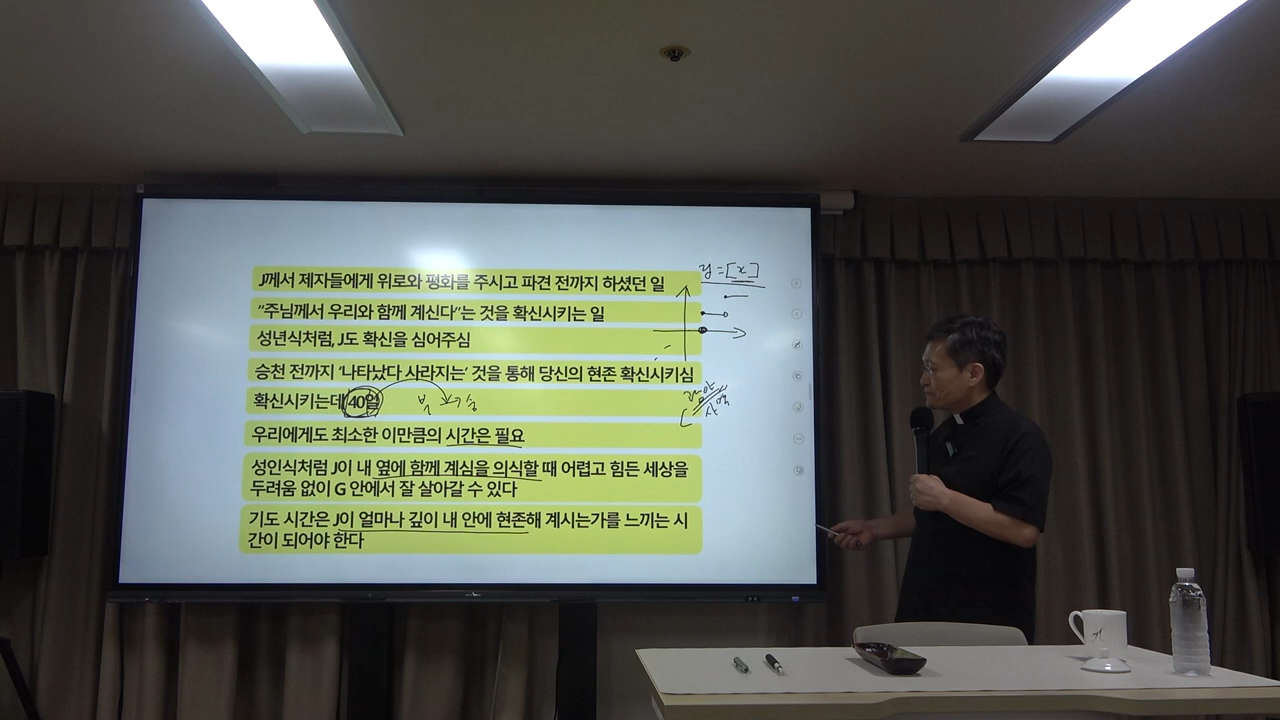 J께서 제자들에게 위로와 평화를 주시고 파견 전까지 하셨던 일
y = [x]
"주님께서 우리와 함께 계신다"는 것을 확신시키는 일
성년식처럼, J도 확신을 심어주심
승천 전까지 '나타났다 사라지는' 것을 통해 당신의 현존 확신시키심
확신시키는데 40일
우리에게도 최소한 이만큼의 시간은 필요
성인식처럼 J이 내 옆에 함께 계심을 의식할 때 어렵고 힘든 세상을
두려움 없이 G 안에서 잘 살아갈 수 있다
기도 시간은 J이 얼마나 깊이 내 안에 현존해 계시는가를 느끼는 시
간이 되어야 한다